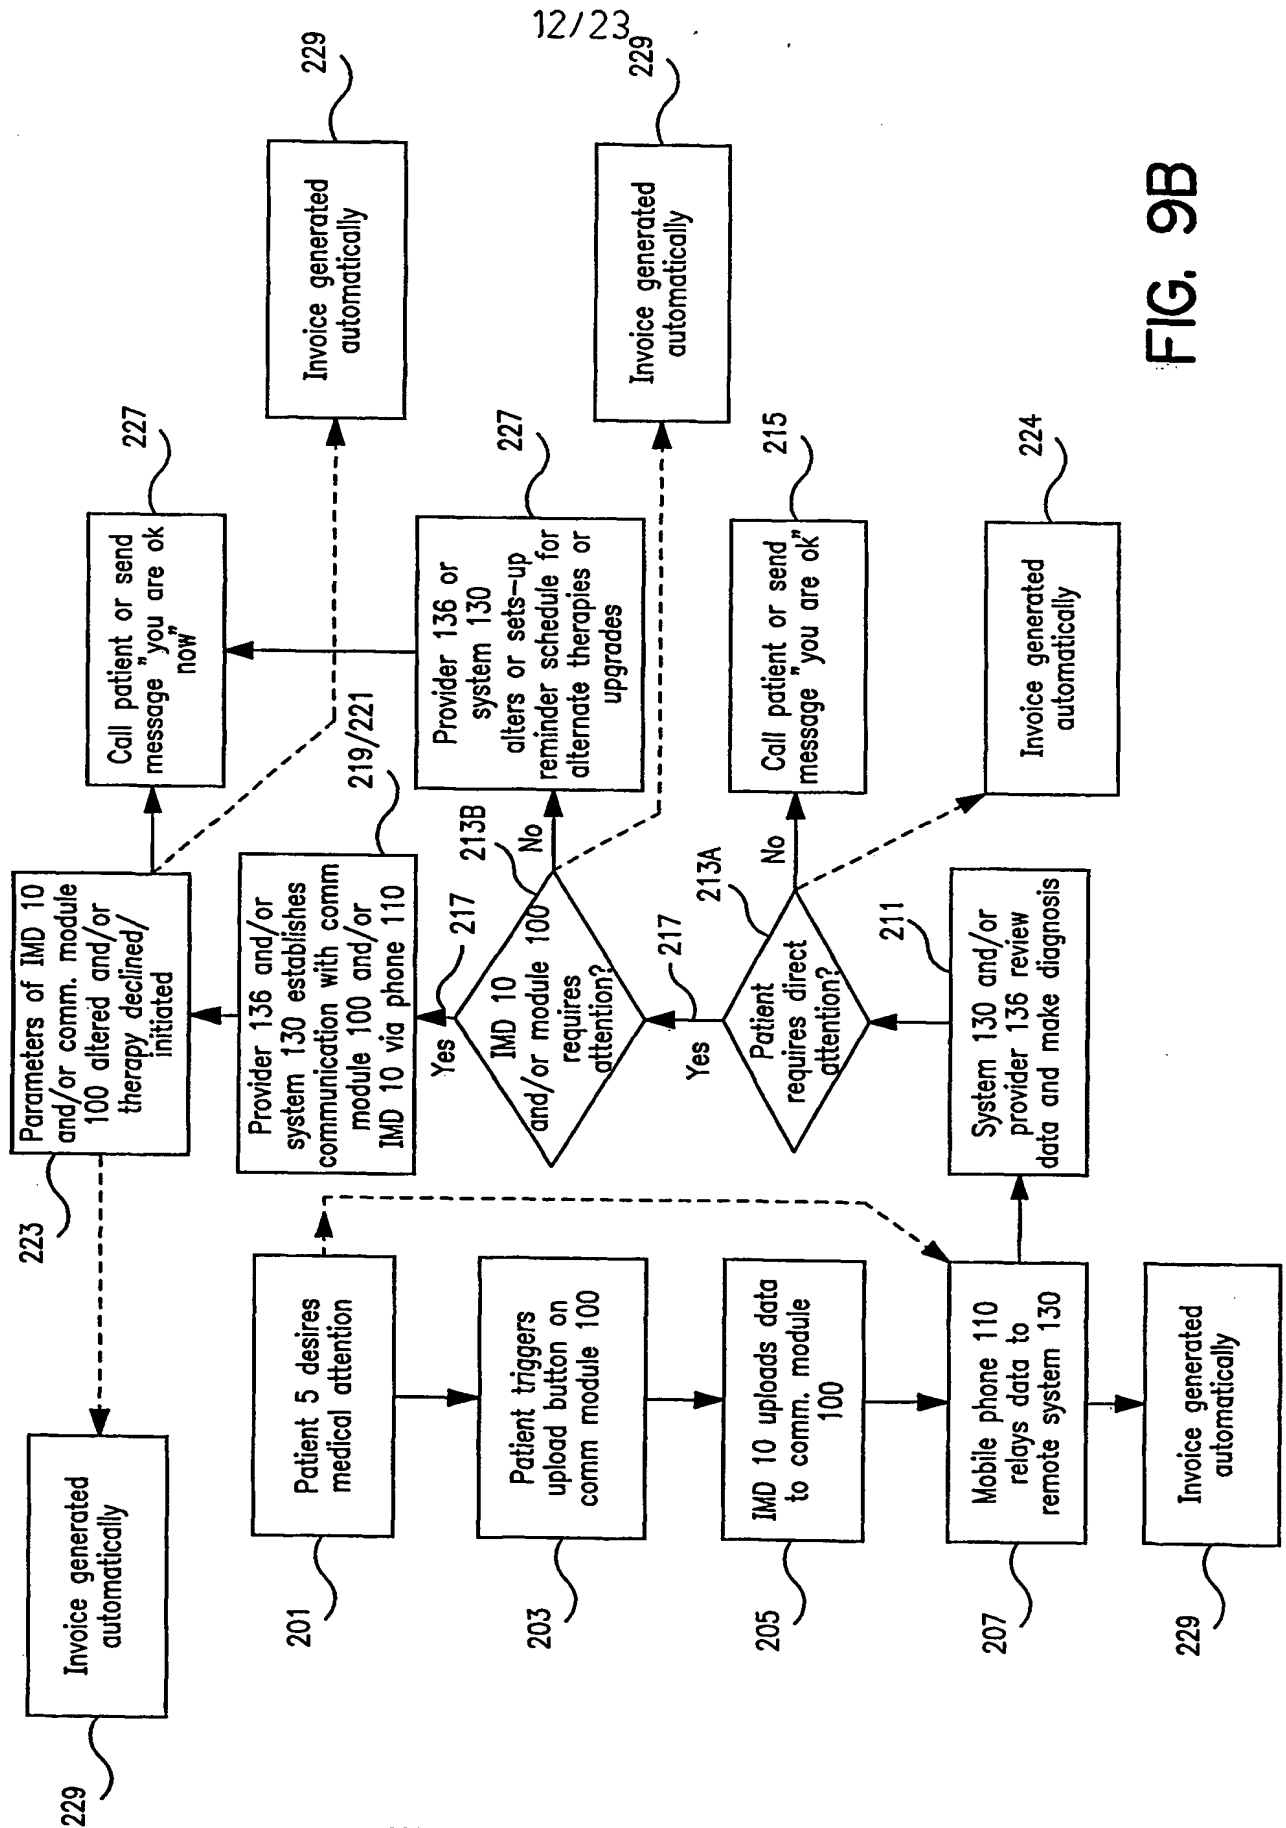 12/23
229
Invoice generated
automatically
223
Parameters of IMD 10
and/or comm. module
100 altered and/or
therapy declined/
initiated
Call patient or send
message "you are ok
now"
227
Invoice generated
automatically
229
201
Patient 5 desires
medical attention
Provider 136 and/or
system 130 establishes
communication with comm
module 100 and/or
IMD 10 via phone 110
219/221
Yes
217
203
Patient triggers
upload button on
comm module 100
IMD 10
and/or module 100
requires
attention?
213B
No
Provider 136 or
system 130
alters or sets-up
reminder schedule for
alternate therapies or
upgrades
227
Invoice generated
automatically
229
Yes
217
205
IMD 10 uploads data
to comm. module
100
Patient
requires direct
attention?
213A
No
Call patient or send
message "you are ok"
215
207
Mobile phone 110
relays data to
remote system 130
System 130 and/or
provider 136 review
data and make diagnosis
211
Invoice generated
automatically
224
229
Invoice generated
automatically
FIG. 9B